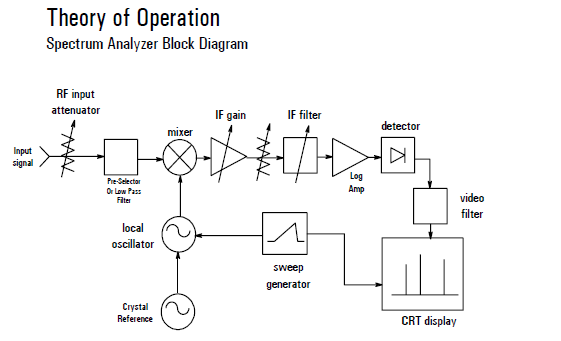 Theory of Operation
Spectrum Analyzer Block Diagram
RF input
attenuator
IF gain
IF filter
detector
mixer
Input
signal
Pre-Selector
Or Low Pass
Filter
Log
Amp
video
filter
local
oscillator
sweep
generator
Crystal
Reference
CRT display